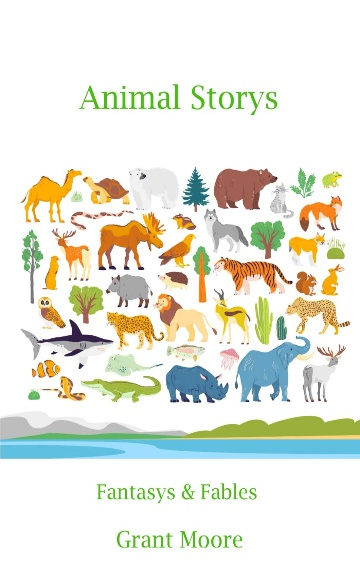 Animal Storys
Fantasys & Fables
Grant Moore